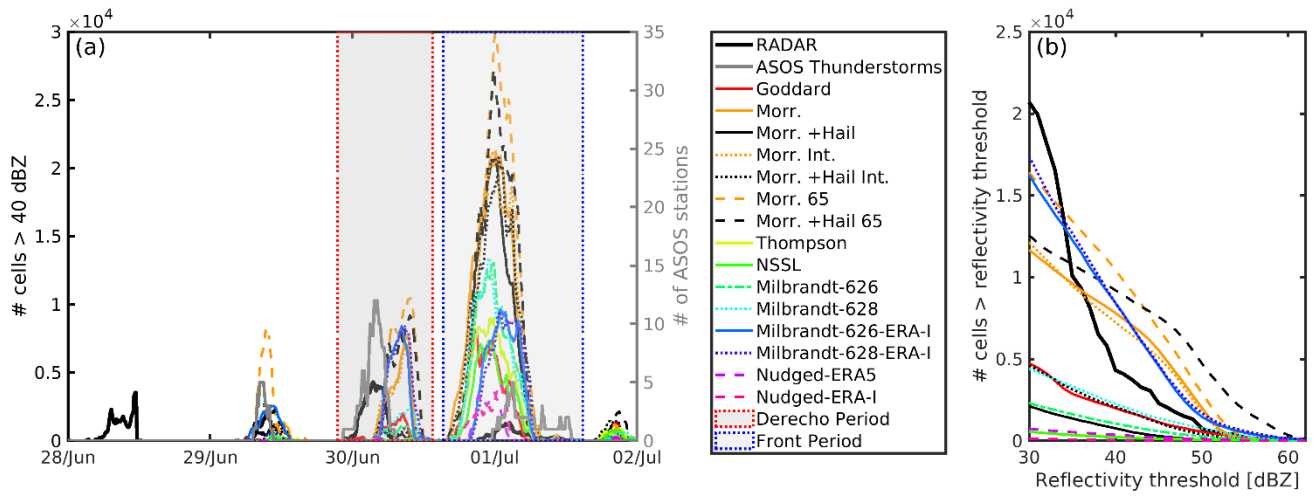 ×10⁴
(a)
# cells > 40 dBZ
3
2.5
2
1.5
1
0.5
0
28/Jun
29/Jun
30/Jun
01/Jul
02/Jul
35
30
25
20
15
10
5
0
# of ASOS stations
RADAR
ASOS Thunderstorms
Goddard
Morr.
Morr. +Hail
Morr. Int.
Morr. +Hail Int.
Morr. 65
Morr. +Hail 65
Thompson
NSSL
Milbrandt-626
Milbrandt-628
Milbrandt-626-ERA-I
Milbrandt-628-ERA-I
Nudged-ERA5
Nudged-ERA-I
Derecho Period
Front Period
×10⁴
(b)
# cells > reflectivity threshold
2.5
2
1.5
1
0.5
0
30
40
50
60
Reflectivity threshold [dBZ]